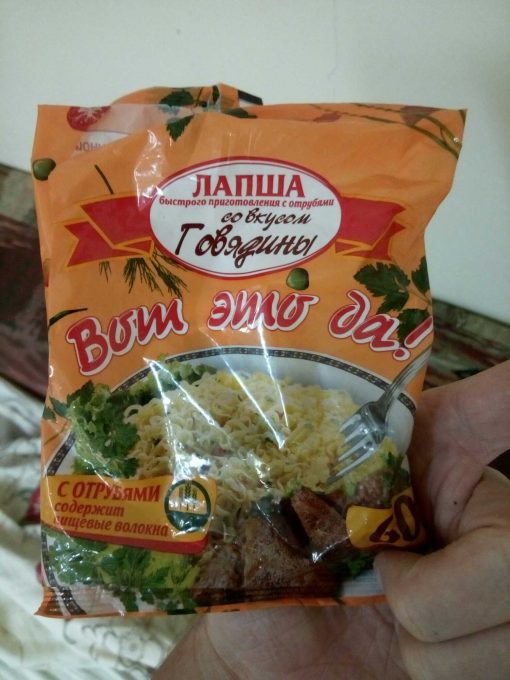 ЛАПША
быстрого приготовления с отрубями
со вкусом
Говядины
Вот это да!
С ОТРУБЯМИ
содержит
пищевые волокна
60